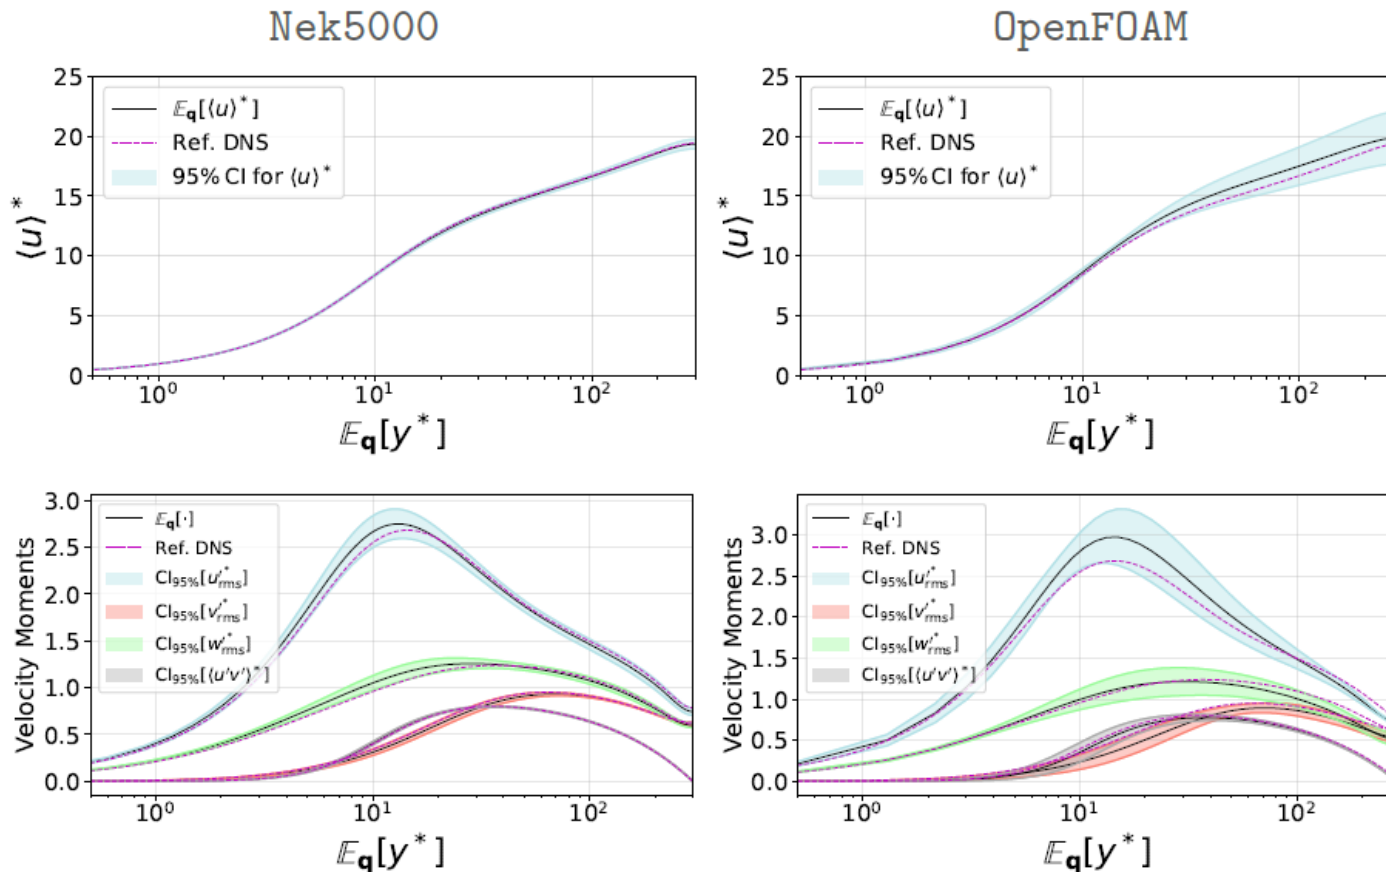 Nek5000
OpenFOAM
25
20
15
10
5
0
⟨u⟩*
𝔼q[⟨u⟩*]
Ref. DNS
95% CI for ⟨u⟩*
10⁰
10¹
10²
𝔼q[y*]
25
20
15
10
5
0
⟨u⟩*
𝔼q[⟨u⟩*]
Ref. DNS
95% CI for ⟨u⟩*
10⁰
10¹
10²
𝔼q[y*]
3.0
2.5
2.0
1.5
1.0
0.5
0.0
Velocity Moments
𝔼q[·]
Ref. DNS
CI95%[u′*rms]
CI95%[v′*rms]
CI95%[w′*rms]
CI95%[⟨u′v′⟩*]
10⁰
10¹
10²
𝔼q[y*]
3.0
2.5
2.0
1.5
1.0
0.5
0.0
Velocity Moments
𝔼q[·]
Ref. DNS
CI95%[u′*rms]
CI95%[v′*rms]
CI95%[w′*rms]
CI95%[⟨u′v′⟩*]
10⁰
10¹
10²
𝔼q[y*]